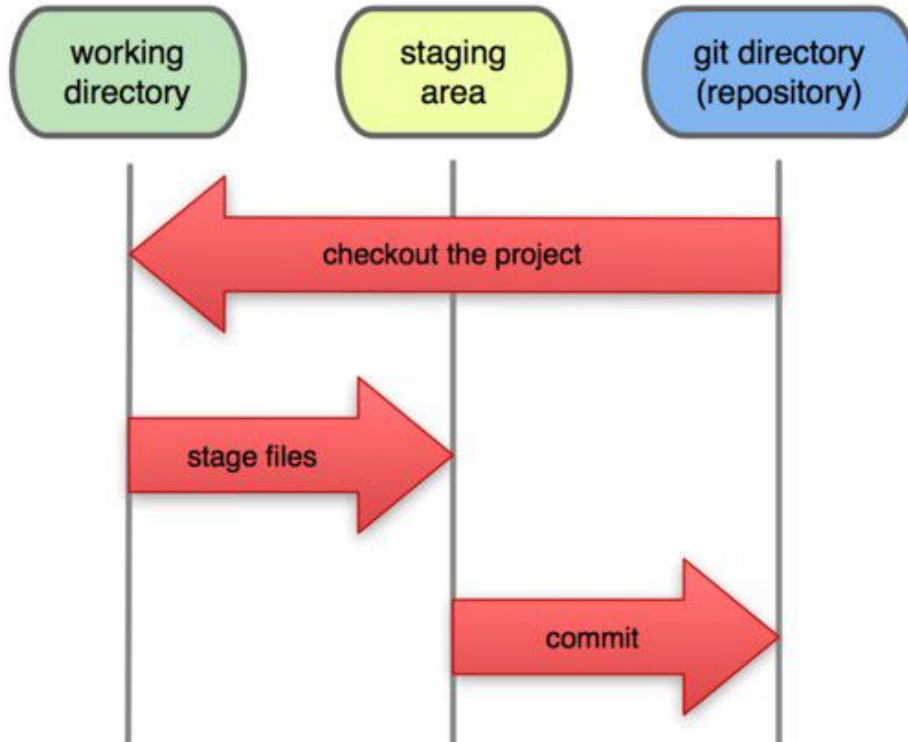 working
directory
staging
area
git directory
(repository)
checkout the project
stage files
commit